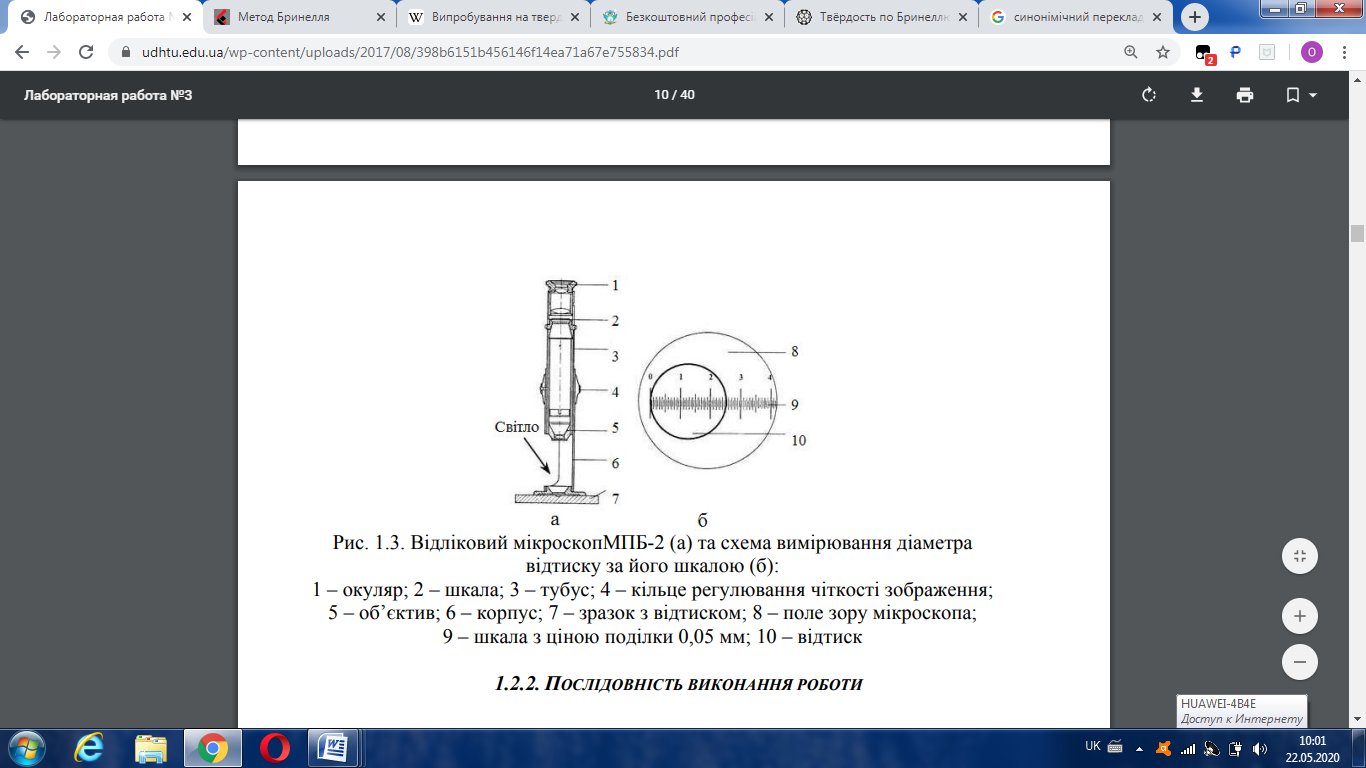 Лабораторная работа №
Метод Бринелля
Випробування на тверд
Безкоштовний професій
Твёрдость по Бринеллю
синонімічний переклад
udhtu.edu.ua/wp-content/uploads/2017/08/398b6151b456146f14ea71a67e755834.pdf
2
O
Лабораторная работа №3
10 / 40
1
2
3
4
5
6
7
Світло
0 1 2 3 4
8
9
10
а б
Рис. 1.3. Відліковий мікроскопМПБ-2 (а) та схема вимірювання діаметра
відтиску за його шкалою (б):
1 – окуляр; 2 – шкала; 3 – тубус; 4 – кільце регулювання чіткості зображення;
5 – об’єктив; 6 – корпус; 7 – зразок з відтиском; 8 – поле зору мікроскопа;
9 – шкала з ціною поділки 0,05 мм; 10 – відтиск
1.2.2. Послідовність виконання роботи
HUAWEI-4B4E
Доступ к Интернету
UK
10:01
22.05.2020